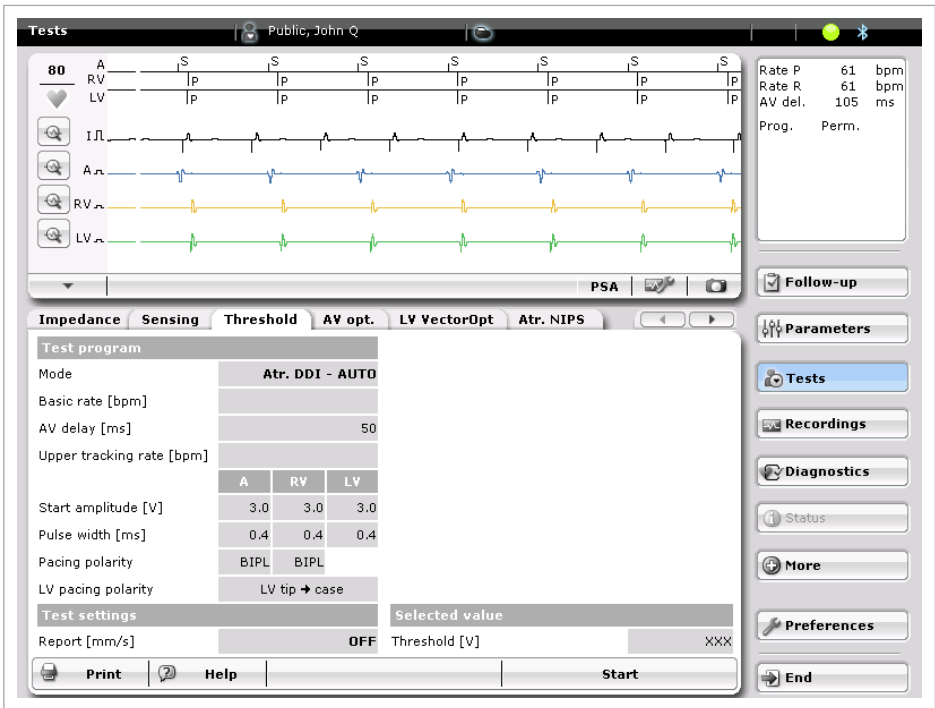 Tests Public, John Q
80 A S S S S S S S
RV P P P P P P P
LV P P P P P P P
I
A
RV
LV
PSA
Rate P 61 bpm
Rate R 61 bpm
AV del. 105 ms
Prog. Perm.
Impedance Sensing Threshold AV opt. LV VectorOpt Atr. NIPS
Test program
Mode Atr. DDI - AUTO
Basic rate [bpm]
AV delay [ms] 50
Upper tracking rate [bpm]
A RV LV
Start amplitude [V] 3.0 3.0 3.0
Pulse width [ms] 0.4 0.4 0.4
Pacing polarity BIPL BIPL
LV pacing polarity LV tip ➔ case
Test settings Selected value
Report [mm/s] OFF Threshold [V] XXX
Print Help Start
Follow-up
Parameters
Tests
Recordings
Diagnostics
Status
More
Preferences
End